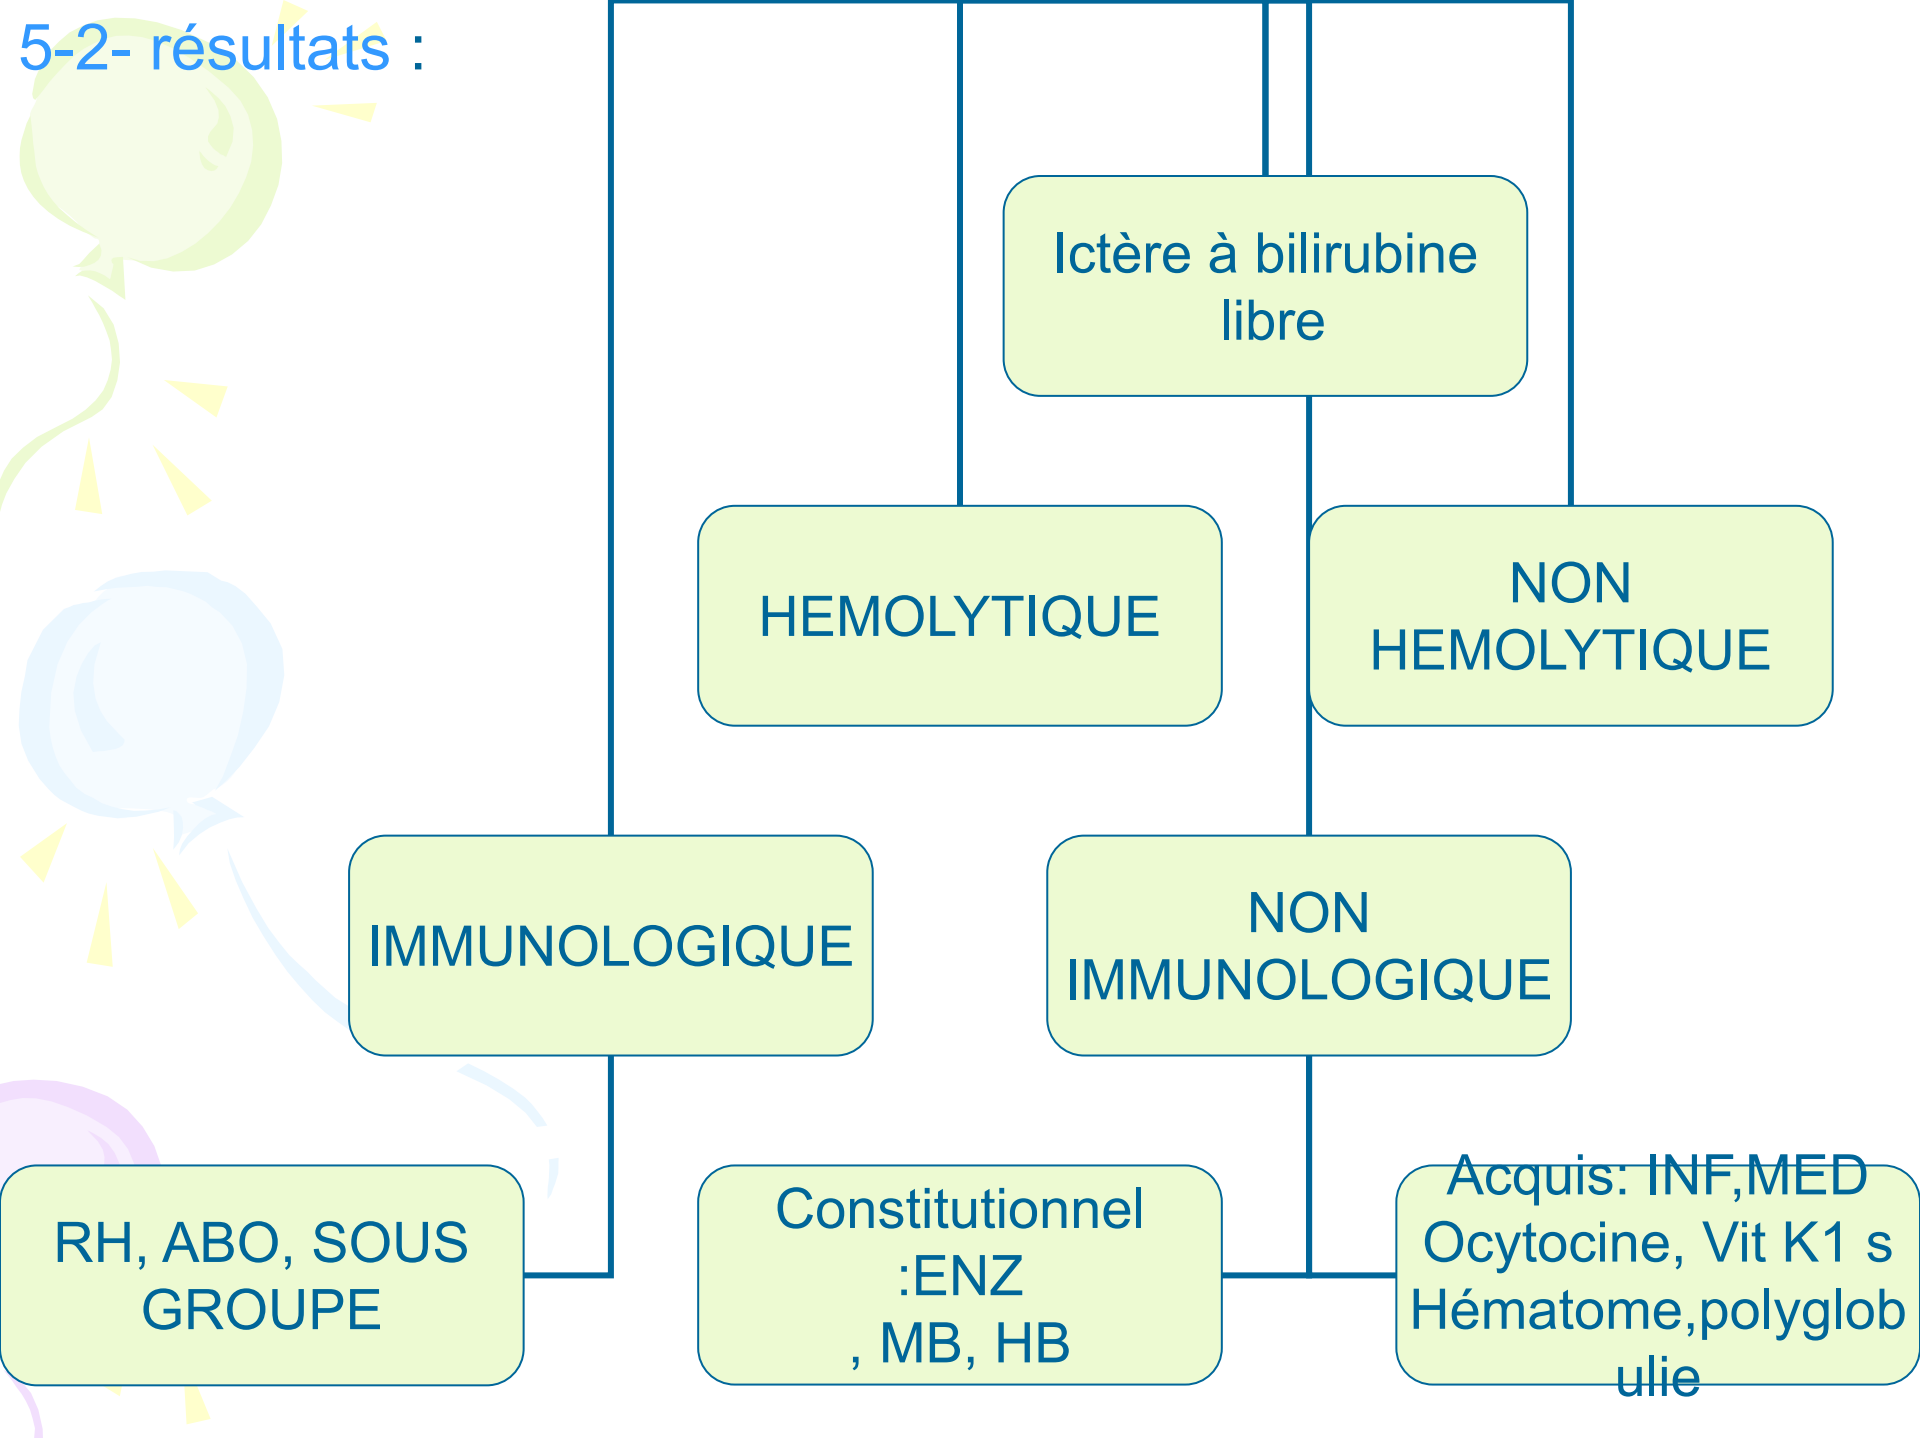 5-2- résultats :
Ictère à bilirubine
libre
HEMOLYTIQUE
NON
HEMOLYTIQUE
IMMUNOLOGIQUE
NON
IMMUNOLOGIQUE
RH, ABO, SOUS
GROUPE
Constitutionnel
:ENZ
, MB, HB
Acquis: INF,MED
Ocytocine, Vit K1 s
Hématome,polyglob
ulie